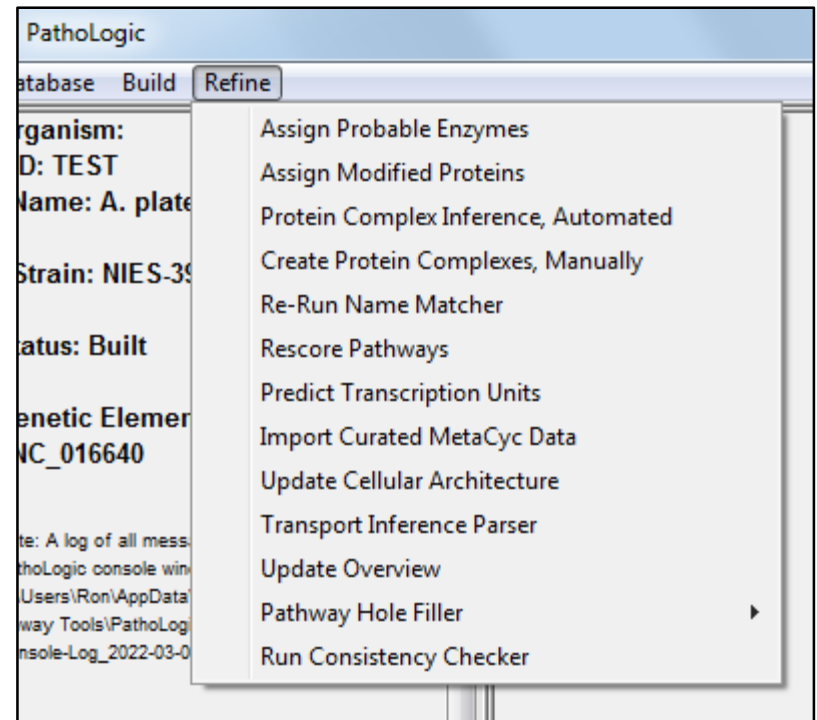 PathoLogic
atabase Build Refine
rganism:
D: TEST
Name: A. plate
Strain: NIES-39
tatus: Built
enetic Elemer
NC_016640
te: A log of all mess
thoLogic console win
Users\Ron\AppData\
way Tools\PathoLogi
nsole-Log_2022-03-0
Assign Probable Enzymes
Assign Modified Proteins
Protein Complex Inference, Automated
Create Protein Complexes, Manually
Re-Run Name Matcher
Rescore Pathways
Predict Transcription Units
Import Curated MetaCyc Data
Update Cellular Architecture
Transport Inference Parser
Update Overview
Pathway Hole Filler
Run Consistency Checker